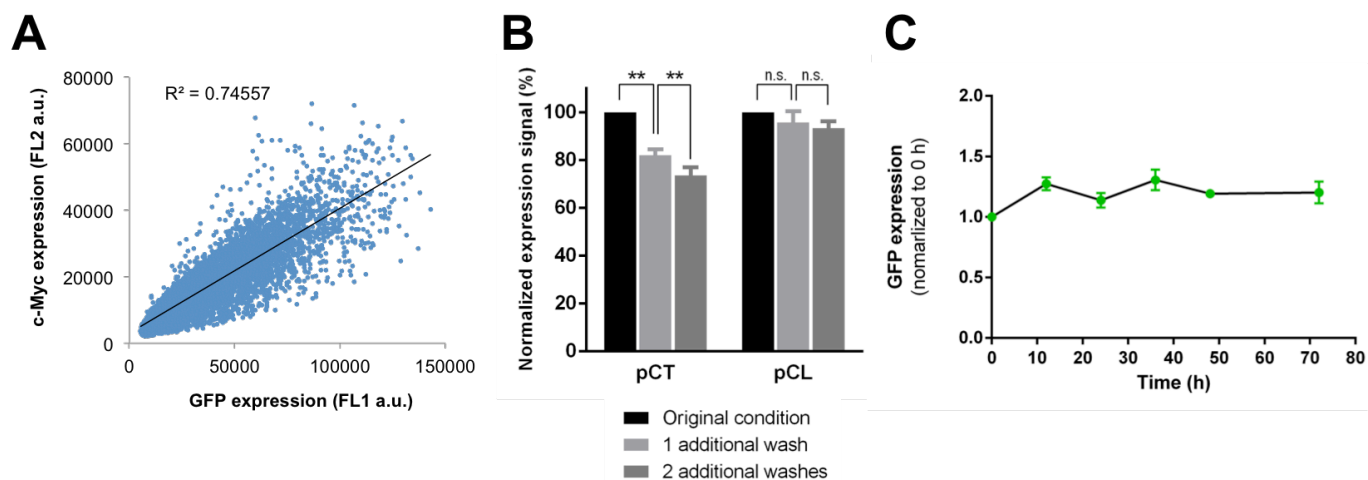 A
80000
60000
40000
20000
0
R² = 0.74557
0
50000
100000
150000
c-Myc expression (FL2 a.u.)
GFP expression (FL1 a.u.)
B
Normalized expression signal (%)
100
80
60
40
20
0
**
**
n.s.
n.s.
pCT
pCL
Original condition
1 additional wash
2 additional washes
C
GFP expression
(nomarlized to 0 h)
2.0
1.5
1.0
0.5
0.0
0
10
20
30
40
50
60
70
80
Time (h)